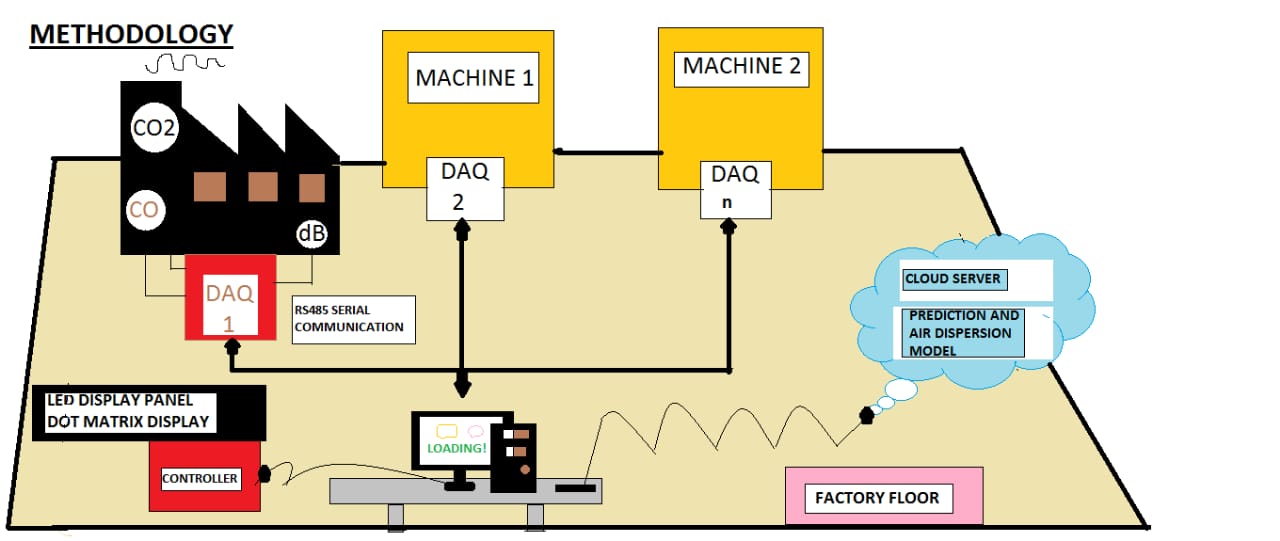 METHODOLOGY
MACHINE 1
MACHINE 2
CO2
CO
dB
DAQ
1
DAQ
2
DAQ
n
RS485 SERIAL
COMMUNICATION
CLOUD SERVER
PREDICTION AND
AIR DISPERSION
MODEL
LED DISPLAY PANEL
DOT MATRIX DISPLAY
CONTROLLER
LOADING!
FACTORY FLOOR